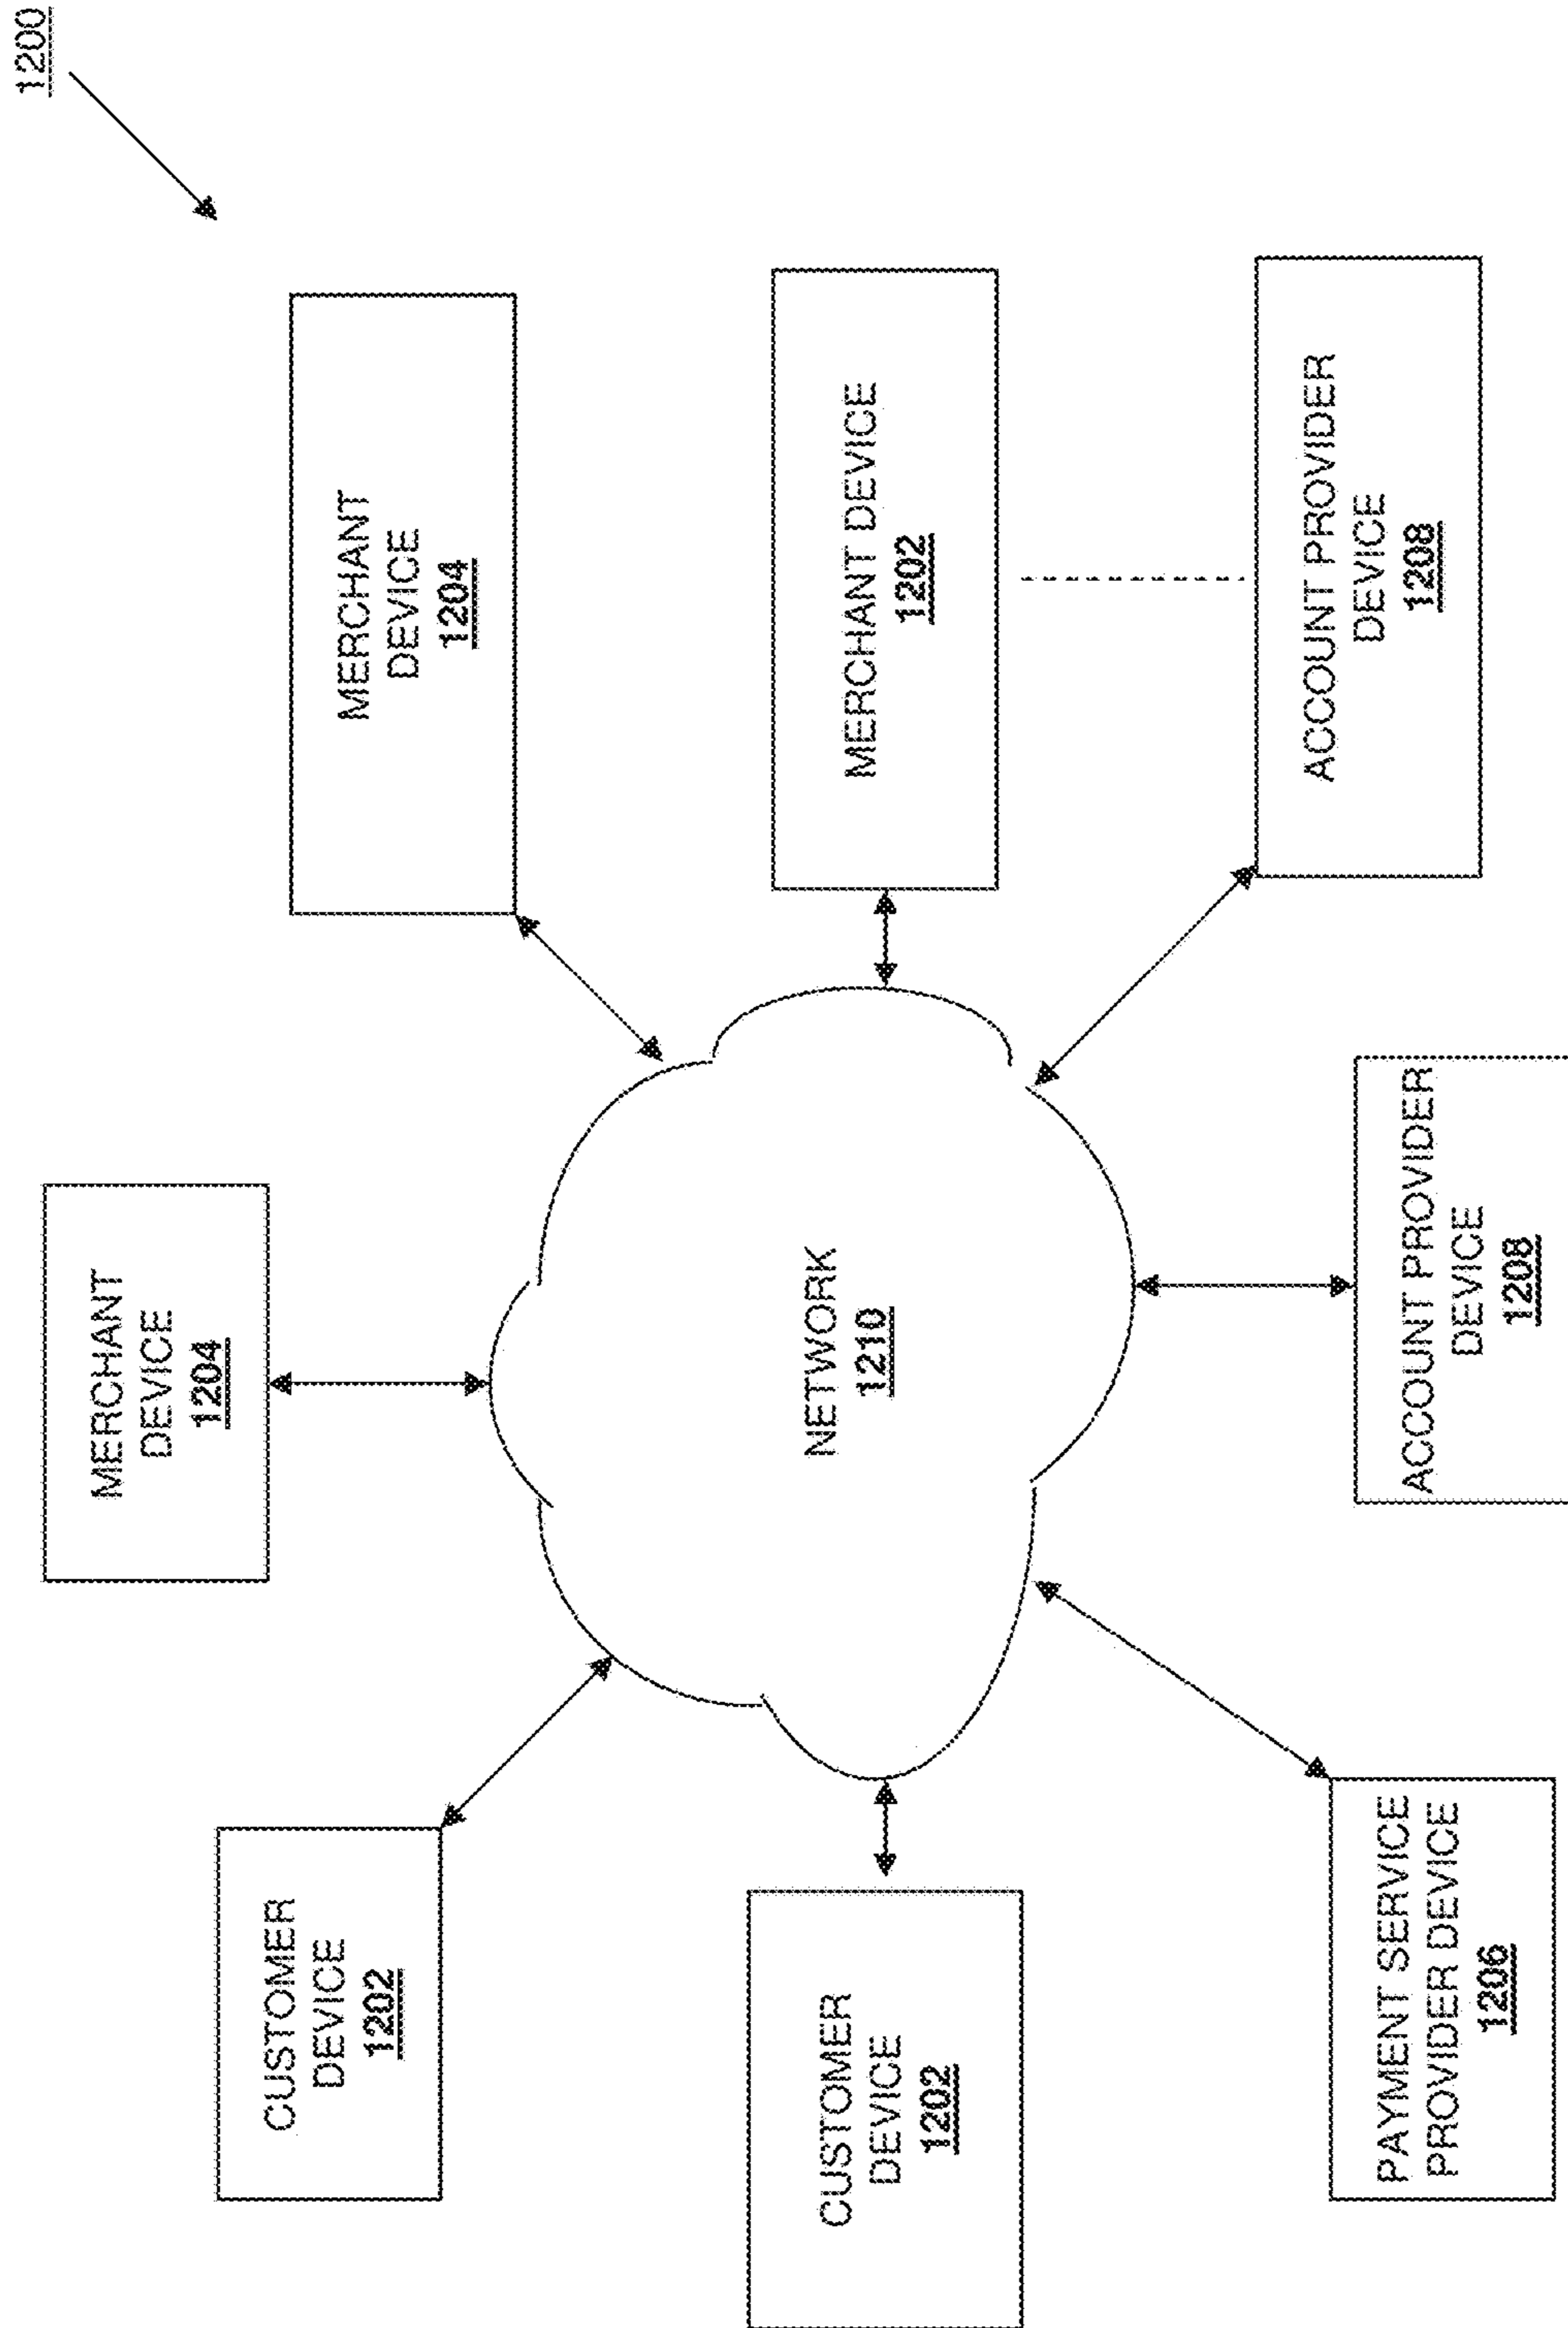 1200
CUSTOMER
DEVICE
1202
MERCHANT
DEVICE
1204
MERCHANT
DEVICE
1204
CUSTOMER
DEVICE
1202
NETWORK
1210
MERCHANT DEVICE
1202
PAYMENT SERVICE
PROVIDER DEVICE
1206
ACCOUNT PROVIDER
DEVICE
1208
ACCOUNT PROVIDER
DEVICE
1208